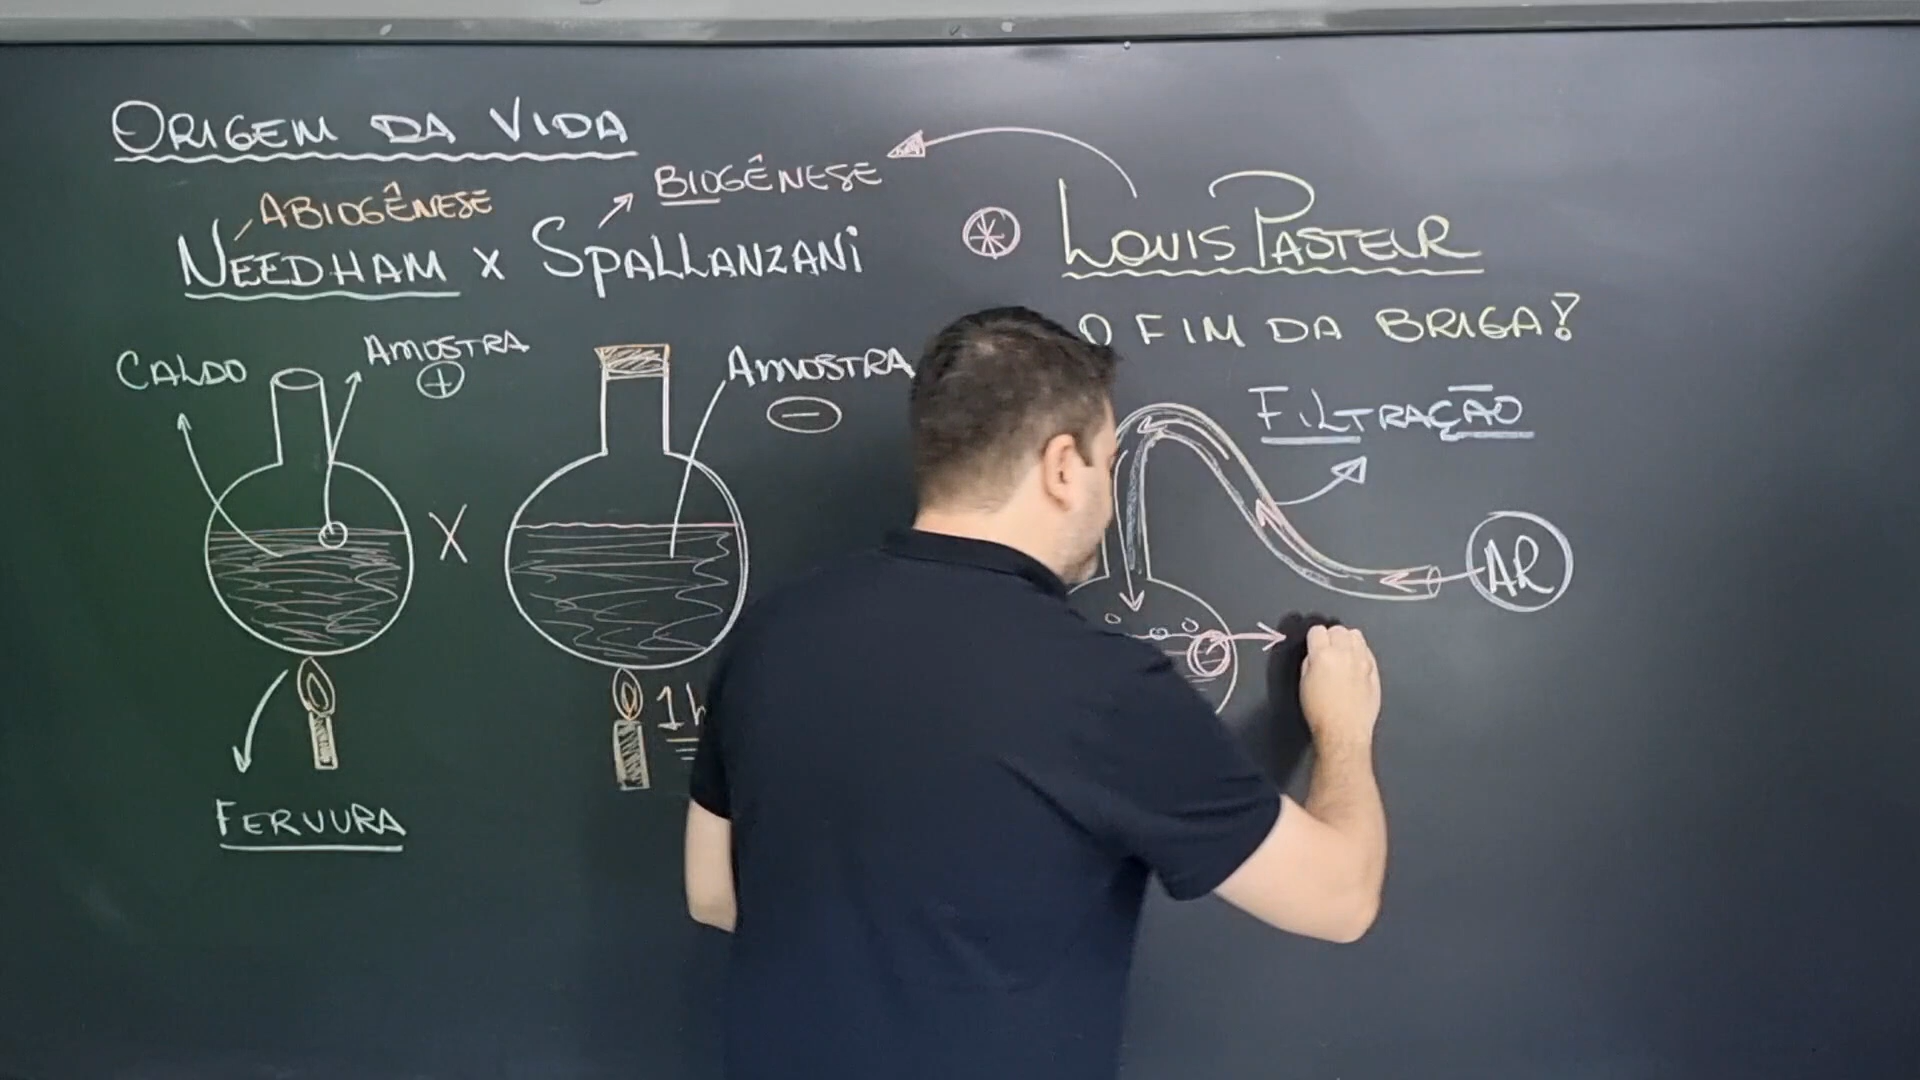 ORIGEM DA VIDA
ABIOGÊNESE
BIOGÊNESE
NEEDHAM X SPALLANZANI
LOUIS PASTEUR
O FIM DA BRIGA!
CALDO
AMOSTRA
+
AMOSTRA
-
FILTRAÇÃO
X
AR
1h
FERVURA